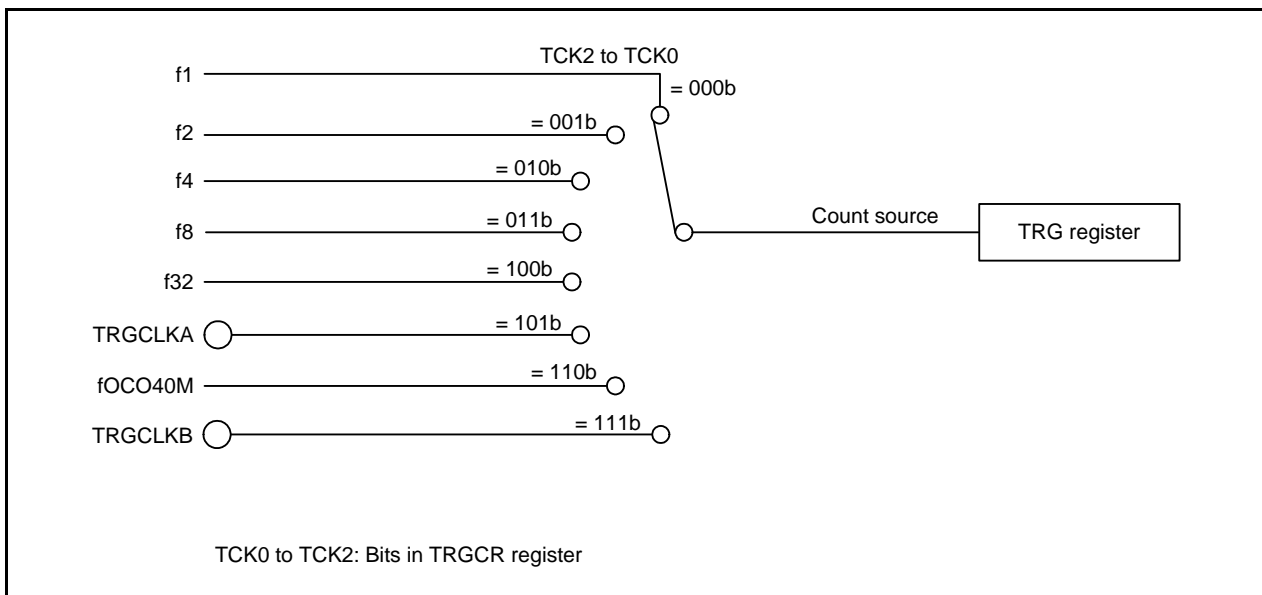 TCK2 to TCK0
f1
= 000b
f2
= 001b
f4
= 010b
f8
= 011b
Count source
TRG register
f32
= 100b
TRGCLKA
= 101b
fOCO40M
= 110b
TRGCLKB
= 111b
TCK0 to TCK2: Bits in TRGCR register